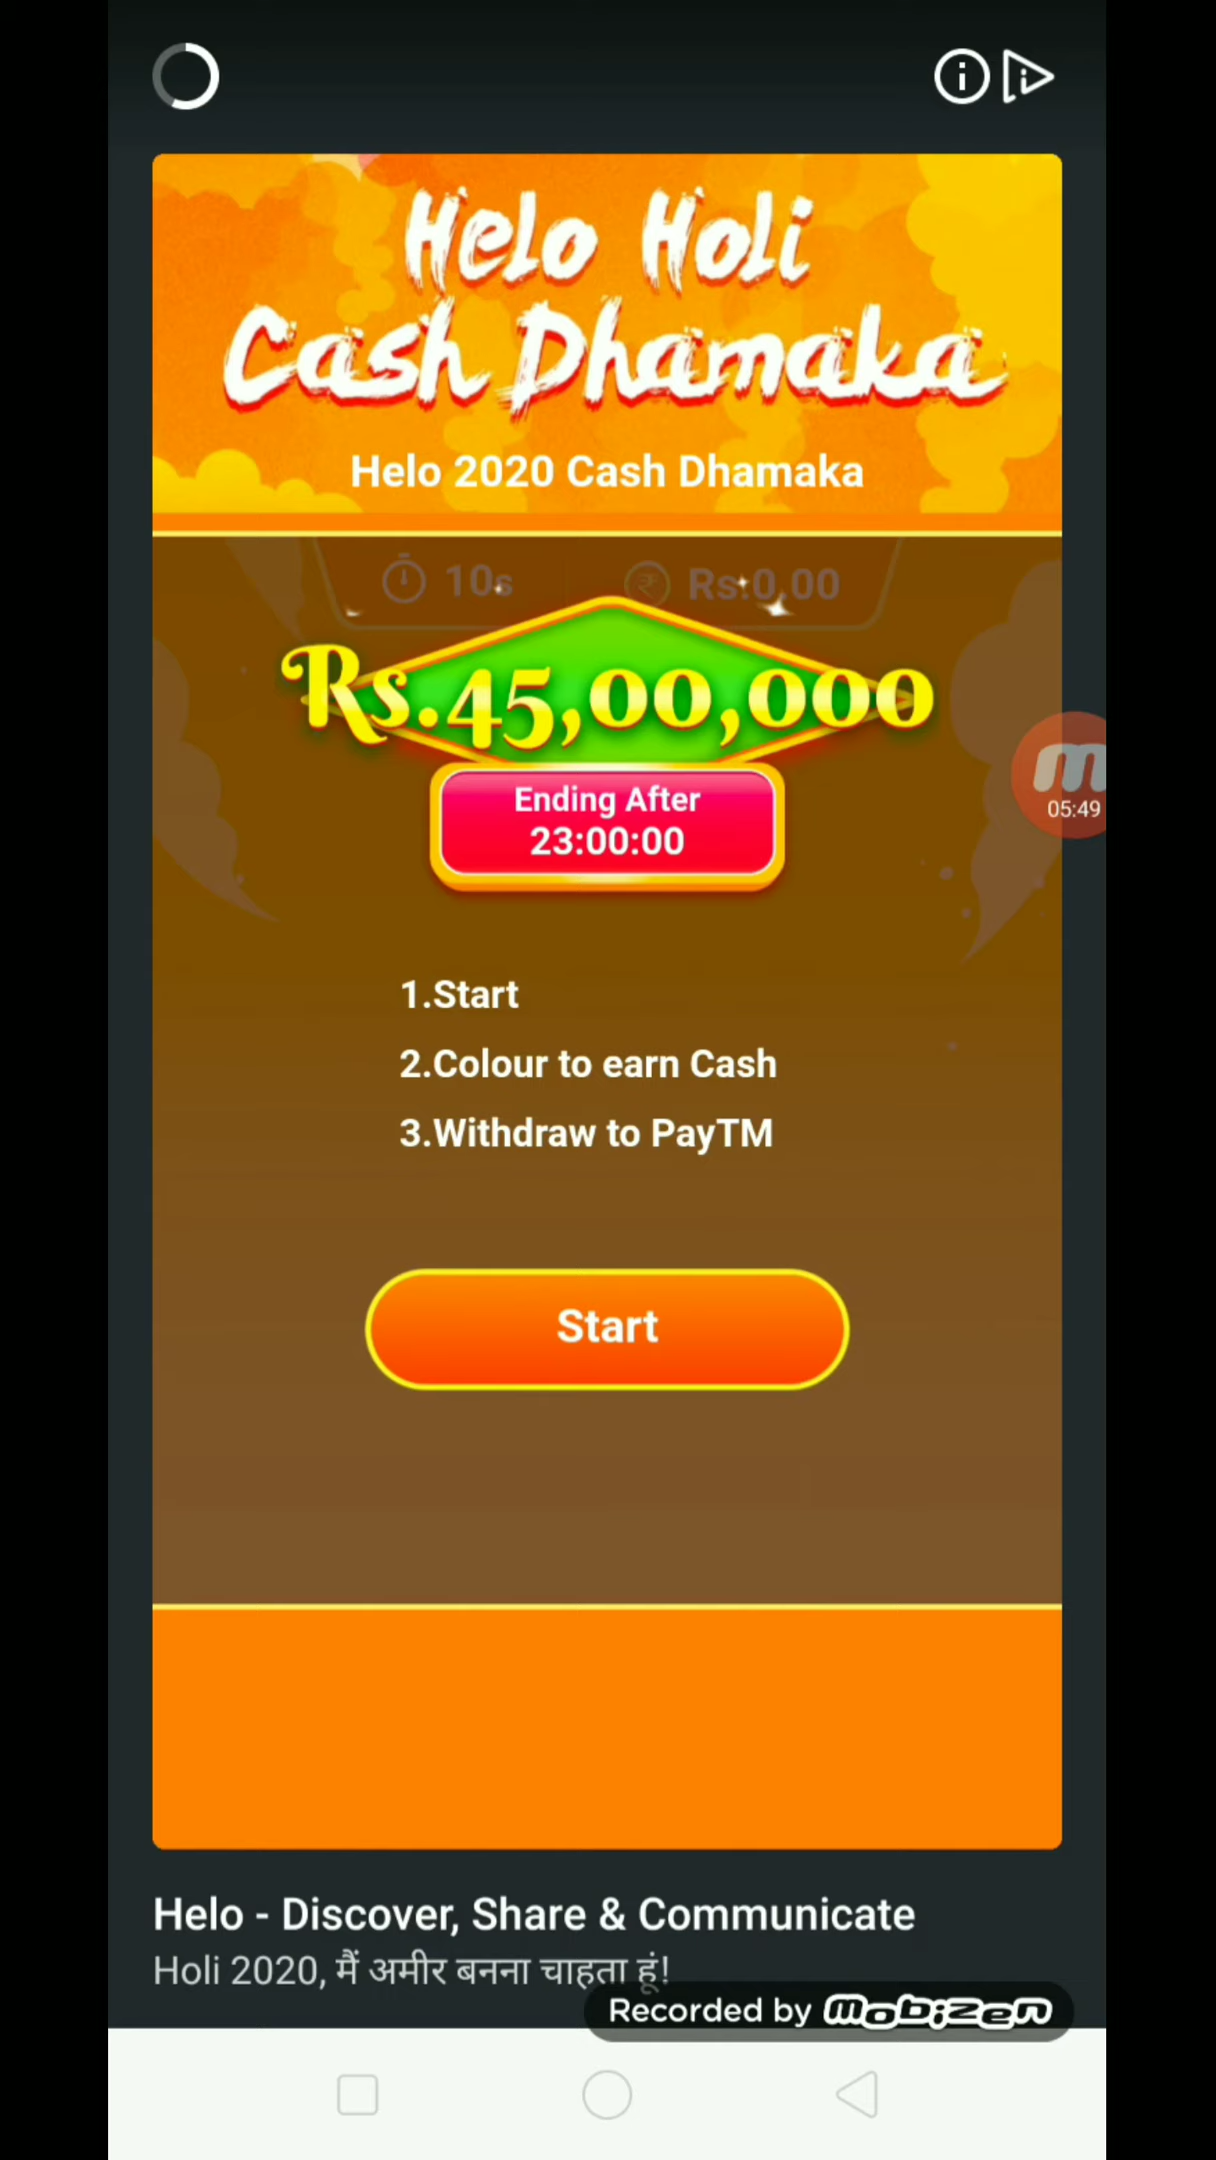 Helo Holi
Cash Dhamaka
Helo 2020 Cash Dhamaka
10s Rs:0.00
Rs.45,00,000
Ending After
23:00:00
05:49
1.Start
2.Colour to earn Cash
3.Withdraw to PayTM
Start
Helo - Discover, Share & Communicate
Holi 2020, मैं अमीर बनना चाहता हूं!
Recorded by mobizen